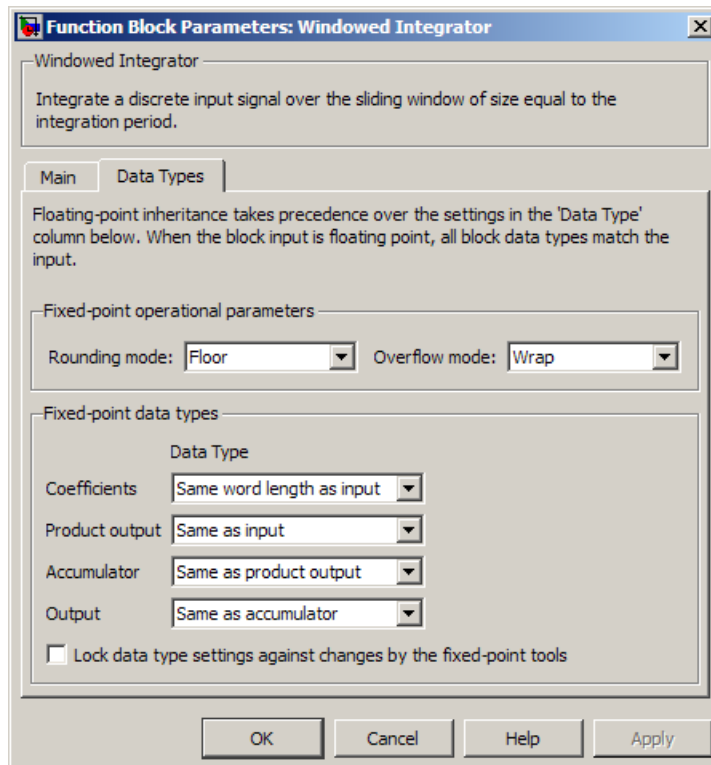 Function Block Parameters: Windowed Integrator
Windowed Integrator
Integrate a discrete input signal over the sliding window of size equal to the
integration period.
Main Data Types
Floating-point inheritance takes precedence over the settings in the 'Data Type'
column below. When the block input is floating point, all block data types match the
input.
Fixed-point operational parameters
Rounding mode: Floor Overflow mode: Wrap
Fixed-point data types
Data Type
Coefficients Same word length as input
Product output Same as input
Accumulator Same as product output
Output Same as accumulator
Lock data type settings against changes by the fixed-point tools
OK Cancel Help Apply